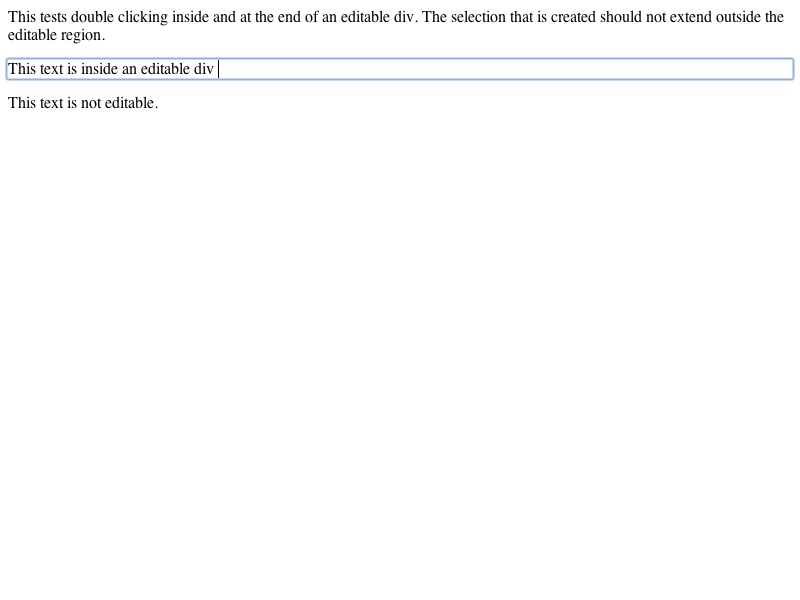 This tests double clicking inside and at the end of an editable div. The selection that is created should not extend outside the
editable region.
This text is inside an editable div
This text is not editable.